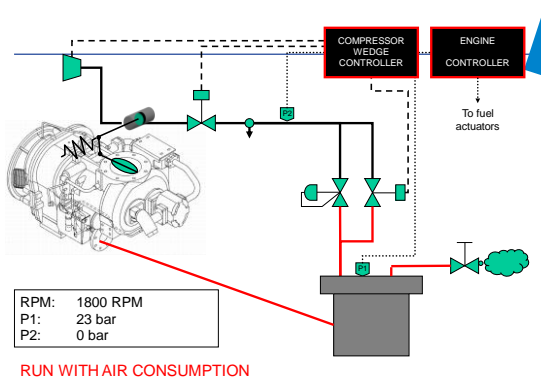 COMPRESSOR
WEDGE
CONTROLLER
ENGINE
CONTROLLER
P2
To fuel
actuators
P1
RPM: 1800 RPM
P1: 23 bar
P2: 0 bar
RUN WITH AIR CONSUMPTION